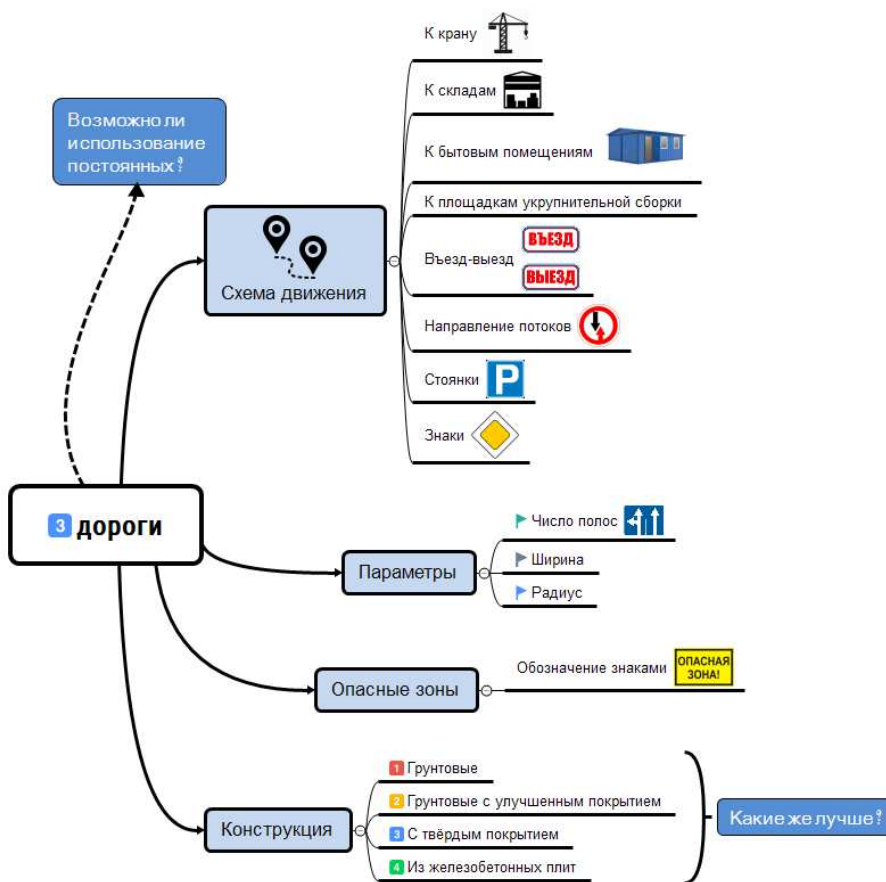 К крану
К складам
Возможно ли
использование
постоянных?
К бытовым помещениям
К площадкам укрупнительной сборки
Въезд-выезд
ВЪЕЗД
ВЫЕЗД
Схема движения
Направление потоков
Стоянки
P
Знаки
3 дороги
Число полос
Параметры
Ширина
Радиус
Опасные зоны
Обозначение знаками
ОПАСНАЯ
ЗОНА!
Конструкция
1 Грунтовые
2 Грунтовые с улучшенным покрытием
3 С твёрдым покрытием
4 Из железобетонных плит
Какие же лучше?